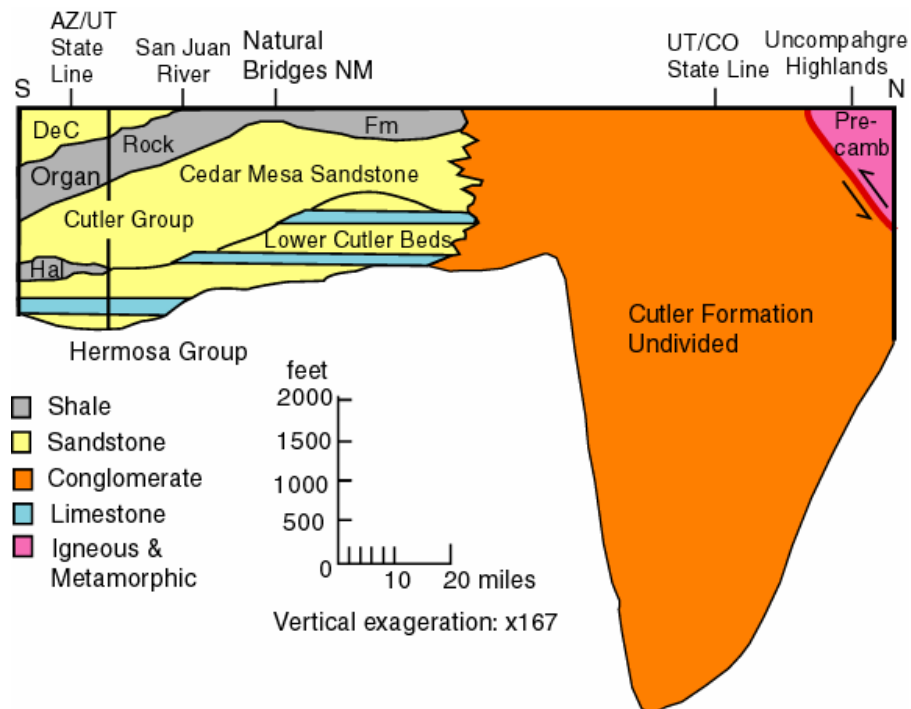 AZ/UT
State
Line
San Juan
River
Natural
Bridges NM
UT/CO
State Line
Uncompahgre
Highlands
S
N
DeC
Rock
Fm
Pre-
camb
Organ
Cedar Mesa Sandstone
Cutler Group
Lower Cutler Beds
Hal
Cutler Formation
Undivided
Hermosa Group
feet
2000
1500
1000
500
0
10
20 miles
Shale
Sandstone
Conglomerate
Limestone
Igneous &
Metamorphic
Vertical exageration: x167